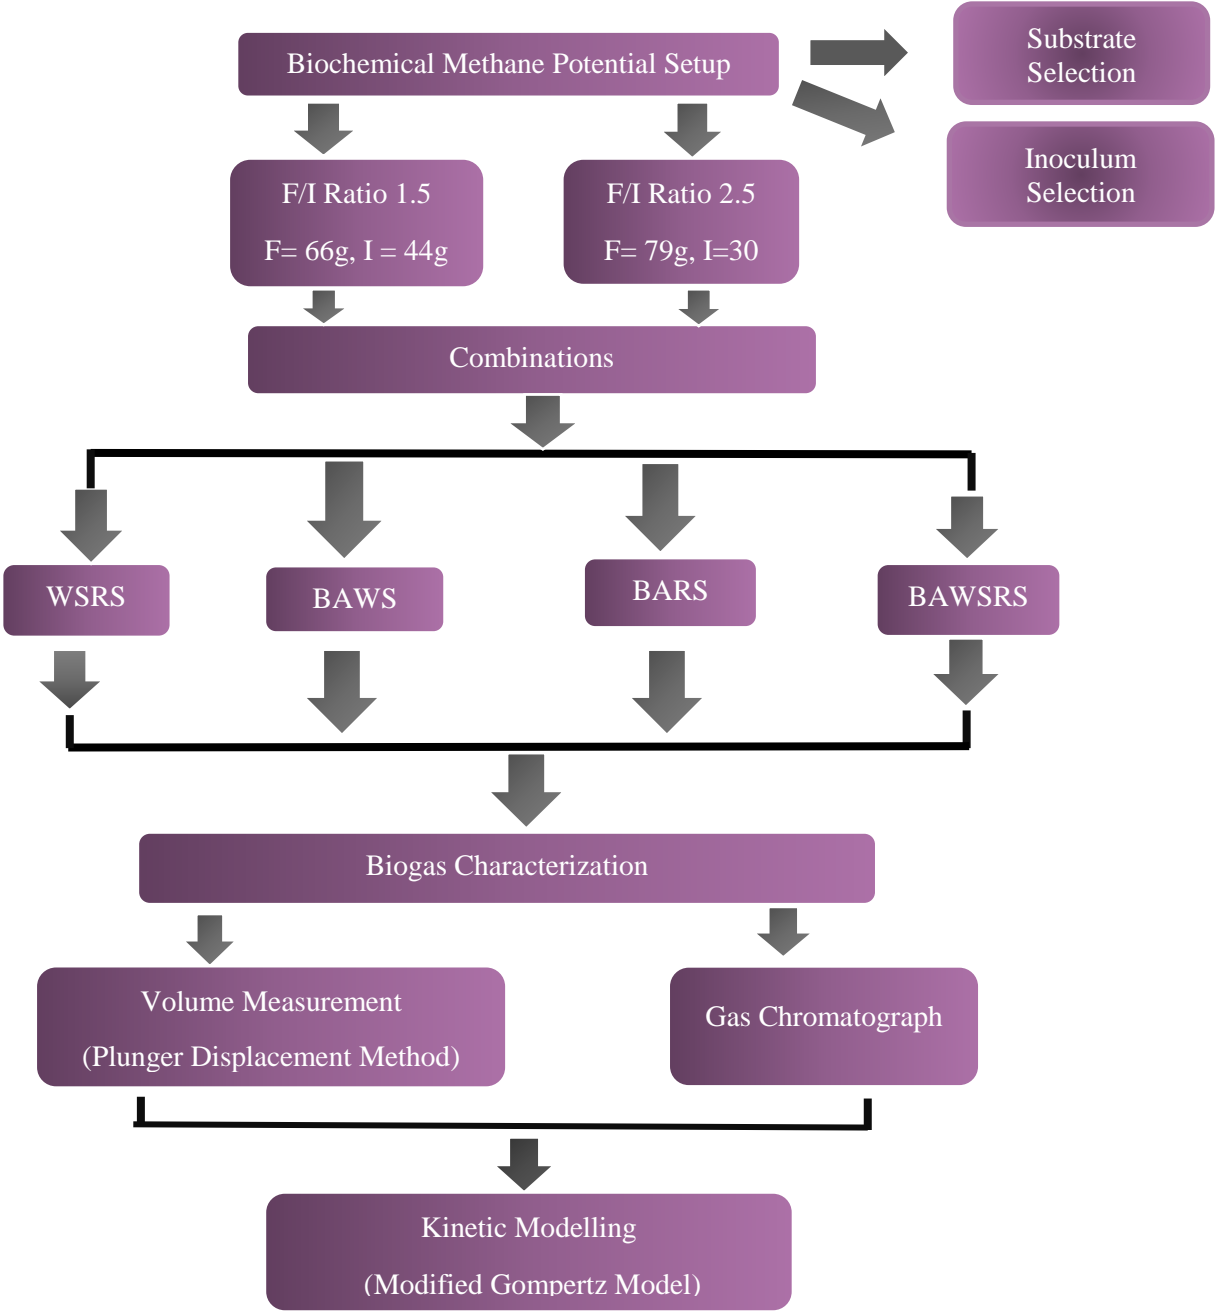 Biochemical Methane Potential Setup
Substrate
Selection
Inoculum
Selection
F/I Ratio 1.5
F= 66g, I = 44g
F/I Ratio 2.5
F= 79g, I=30
Combinations
WSRS
BAWS
BARS
BAWSRS
Biogas Characterization
Volume Measurement
(Plunger Displacement Method)
Gas Chromatograph
Kinetic Modelling
(Modified Gompertz Model)